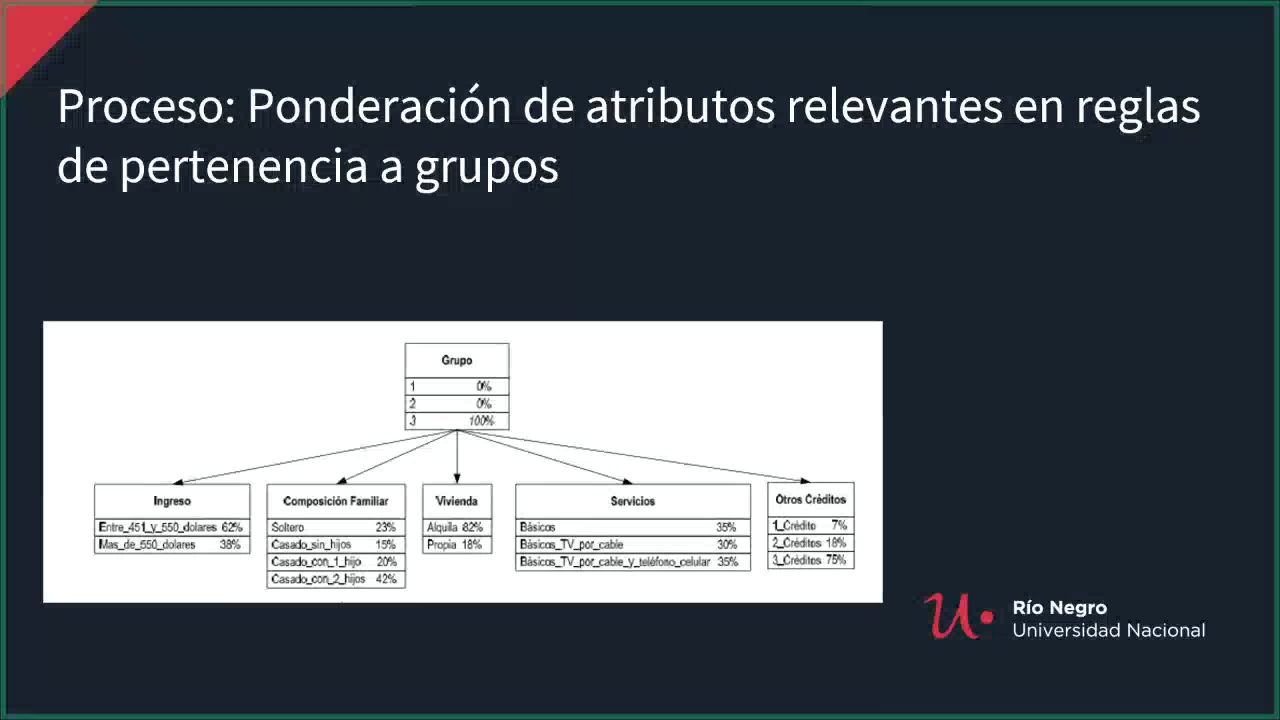 Proceso: Ponderación de atributos relevantes en reglas
de pertenencia a grupos
Grupo
1 0%
2 0%
3 100%
Ingreso
Entre_451_y_550_dolares 62%
Mas_de_550_dolares 38%
Composición Familiar
Soltero 23%
Casado_sin_hijos 15%
Casado_con_1_hijo 20%
Casado_con_2_hijos 42%
Vivienda
Alquila 82%
Propia 18%
Servicios
Básicos 35%
Básicos_TV_por_cable 30%
Básicos_TV_por_cable_y_teléfono_celular 35%
Otros Créditos
1_Crédito 7%
2_Créditos 18%
3_Créditos 75%
Río Negro
Universidad Nacional